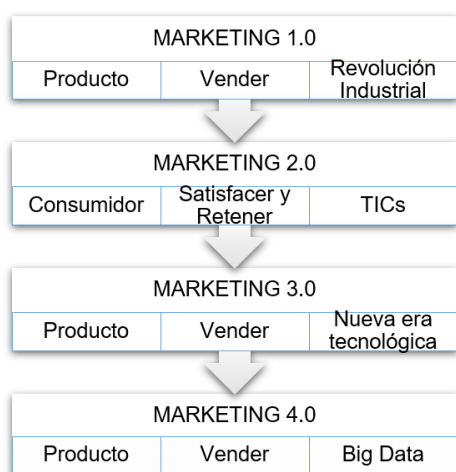 MARKETING 1.0
Producto
Vender
Revolución
Industrial
MARKETING 2.0
Consumidor
Satisfacer y
Retener
TICs
MARKETING 3.0
Producto
Vender
Nueva era
tecnológica
MARKETING 4.0
Producto
Vender
Big Data